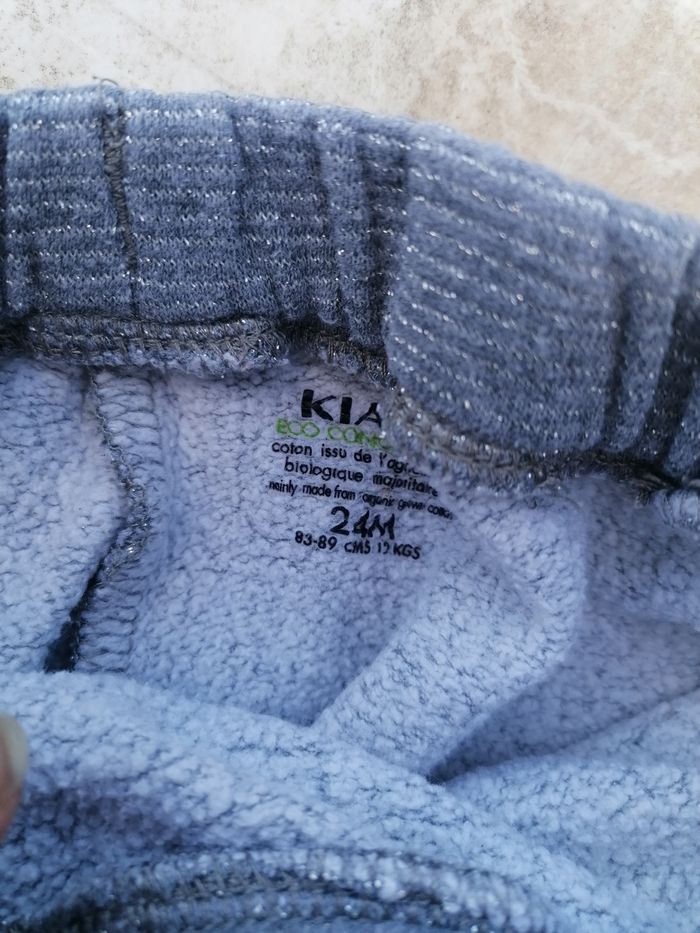 KIA
ECO CONC
coton issu de l'agri
biologique majoritaire
mainly made from organic grown cotton
24M
83-89 CMS 12 KGS